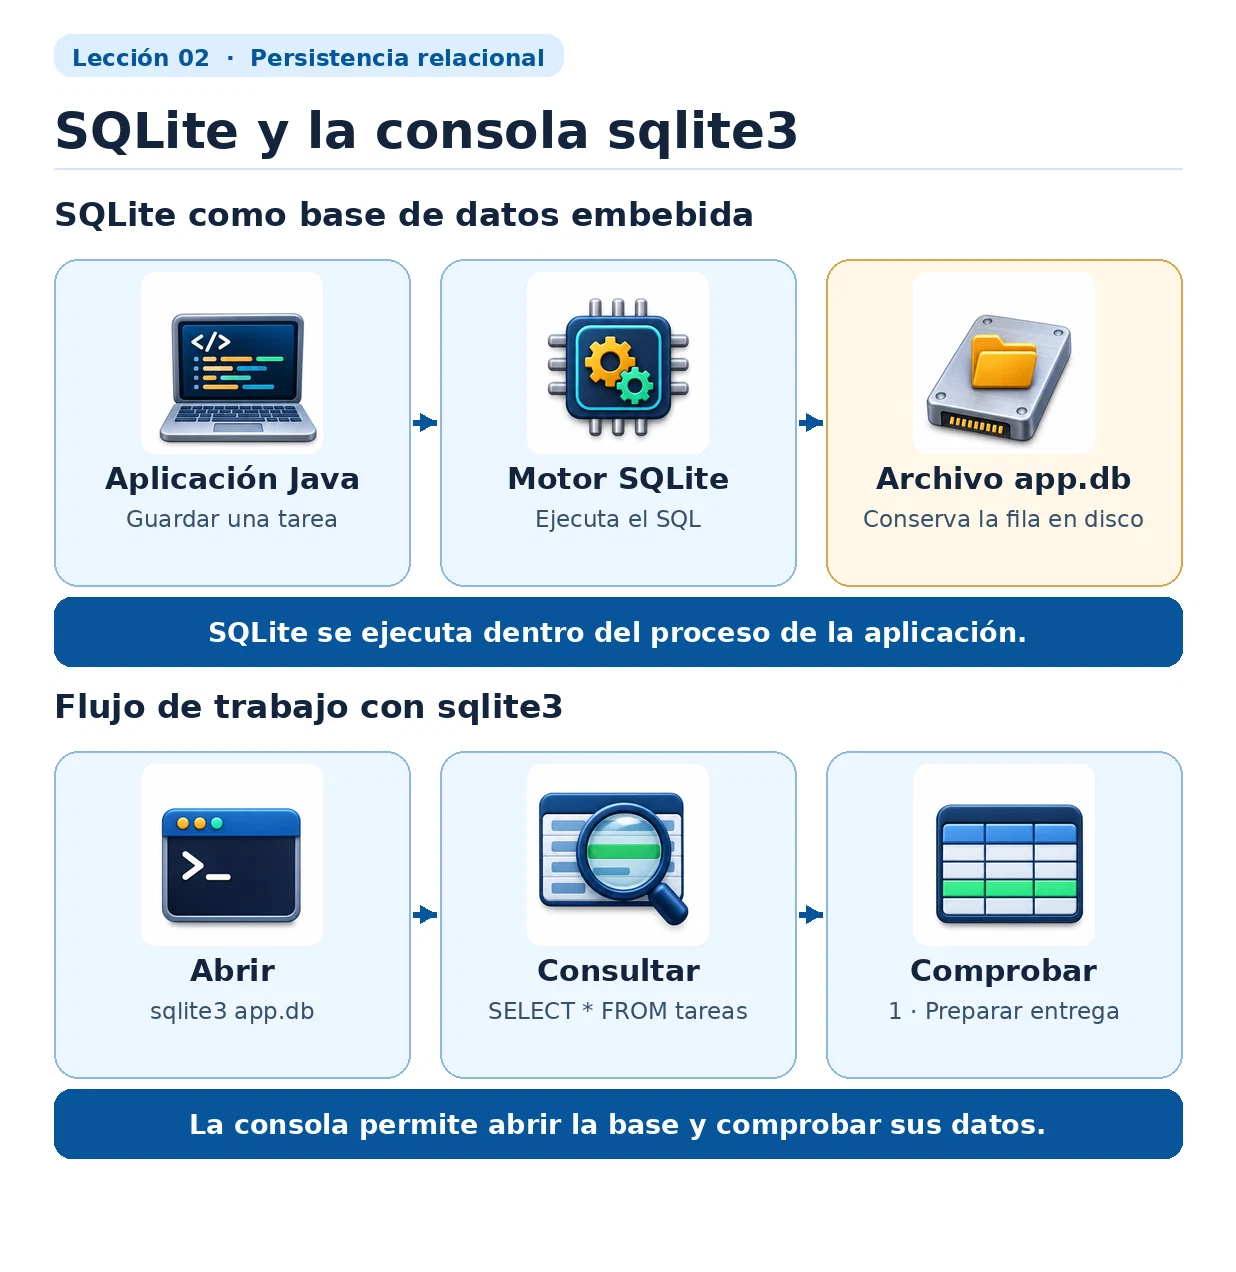 Lección 02 · Persistencia relacional
SQLite y la consola sqlite3
SQLite como base de datos embebida
</>
Aplicación Java
Guardar una tarea
Motor SQLite
Ejecuta el SQL
Archivo app.db
Conserva la fila en disco
SQLite se ejecuta dentro del proceso de la aplicación.
Flujo de trabajo con sqlite3
>_
Abrir
sqlite3 app.db
Consultar
SELECT * FROM tareas
Comprobar
1 · Preparar entrega
La consola permite abrir la base y comprobar sus datos.